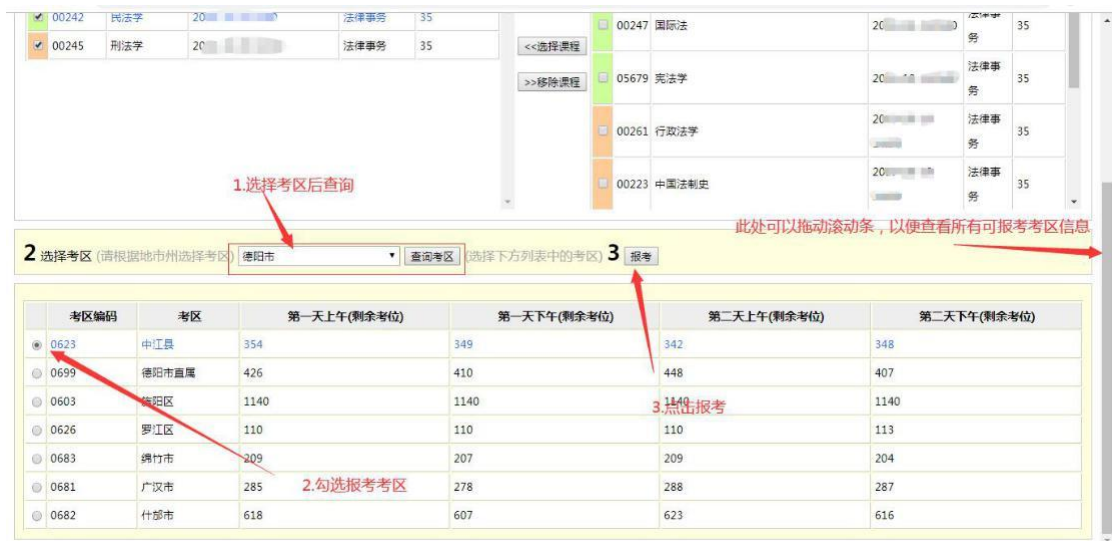 00242 民法学 20 法律事务 35
00245 刑法学 20 法律事务 35
<<选择课程
>>移除课程
00247 国际法 20 法律事务 35
05679 宪法学 20 法律事务 35
00261 行政法学 20 法律事务 35
00223 中国法制史 20 法律事务 35
1.选择考区后查询
此处可以拖动滚动条，以便查看所有可报考考区信息
2 选择考区 (请根据地市州选择考区) 德阳市 查询考区 (选择下方列表中的考区) 3 报考
考区编码 考区 第一天上午(剩余考位) 第一天下午(剩余考位) 第二天上午(剩余考位) 第二天下午(剩余考位)
0623 中江县 354 349 342 348
0699 德阳市直属 426 410 448 407
0603 旌阳区 1140 1140 1140 1140
3.点击报考
0626 罗江区 110 110 110 113
0683 绵竹市 209 207 209 204
0681 广汉市 285 278 288 287
2.勾选报考考区
0682 什邡市 618 607 623 616